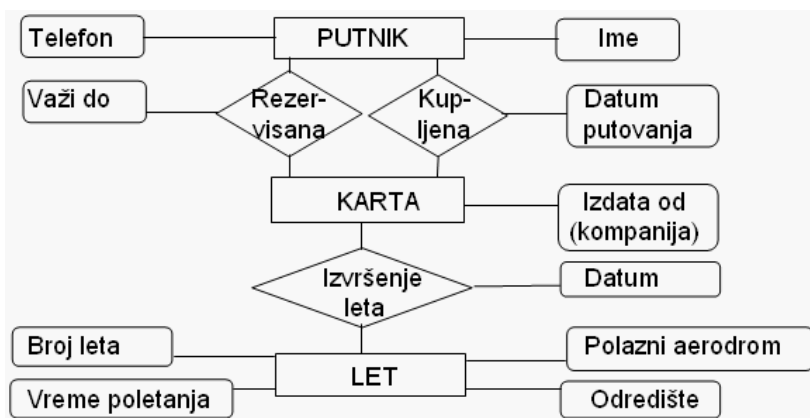 Telefon
PUTNIK
Ime
Važi do
Rezer-
visana
Kup-
ljena
Datum
putovanja
KARTA
Izdata od
(kompanija)
Izvršenje
leta
Datum
Broj leta
Polazni aerodrom
LET
Vreme poletanja
Odredište